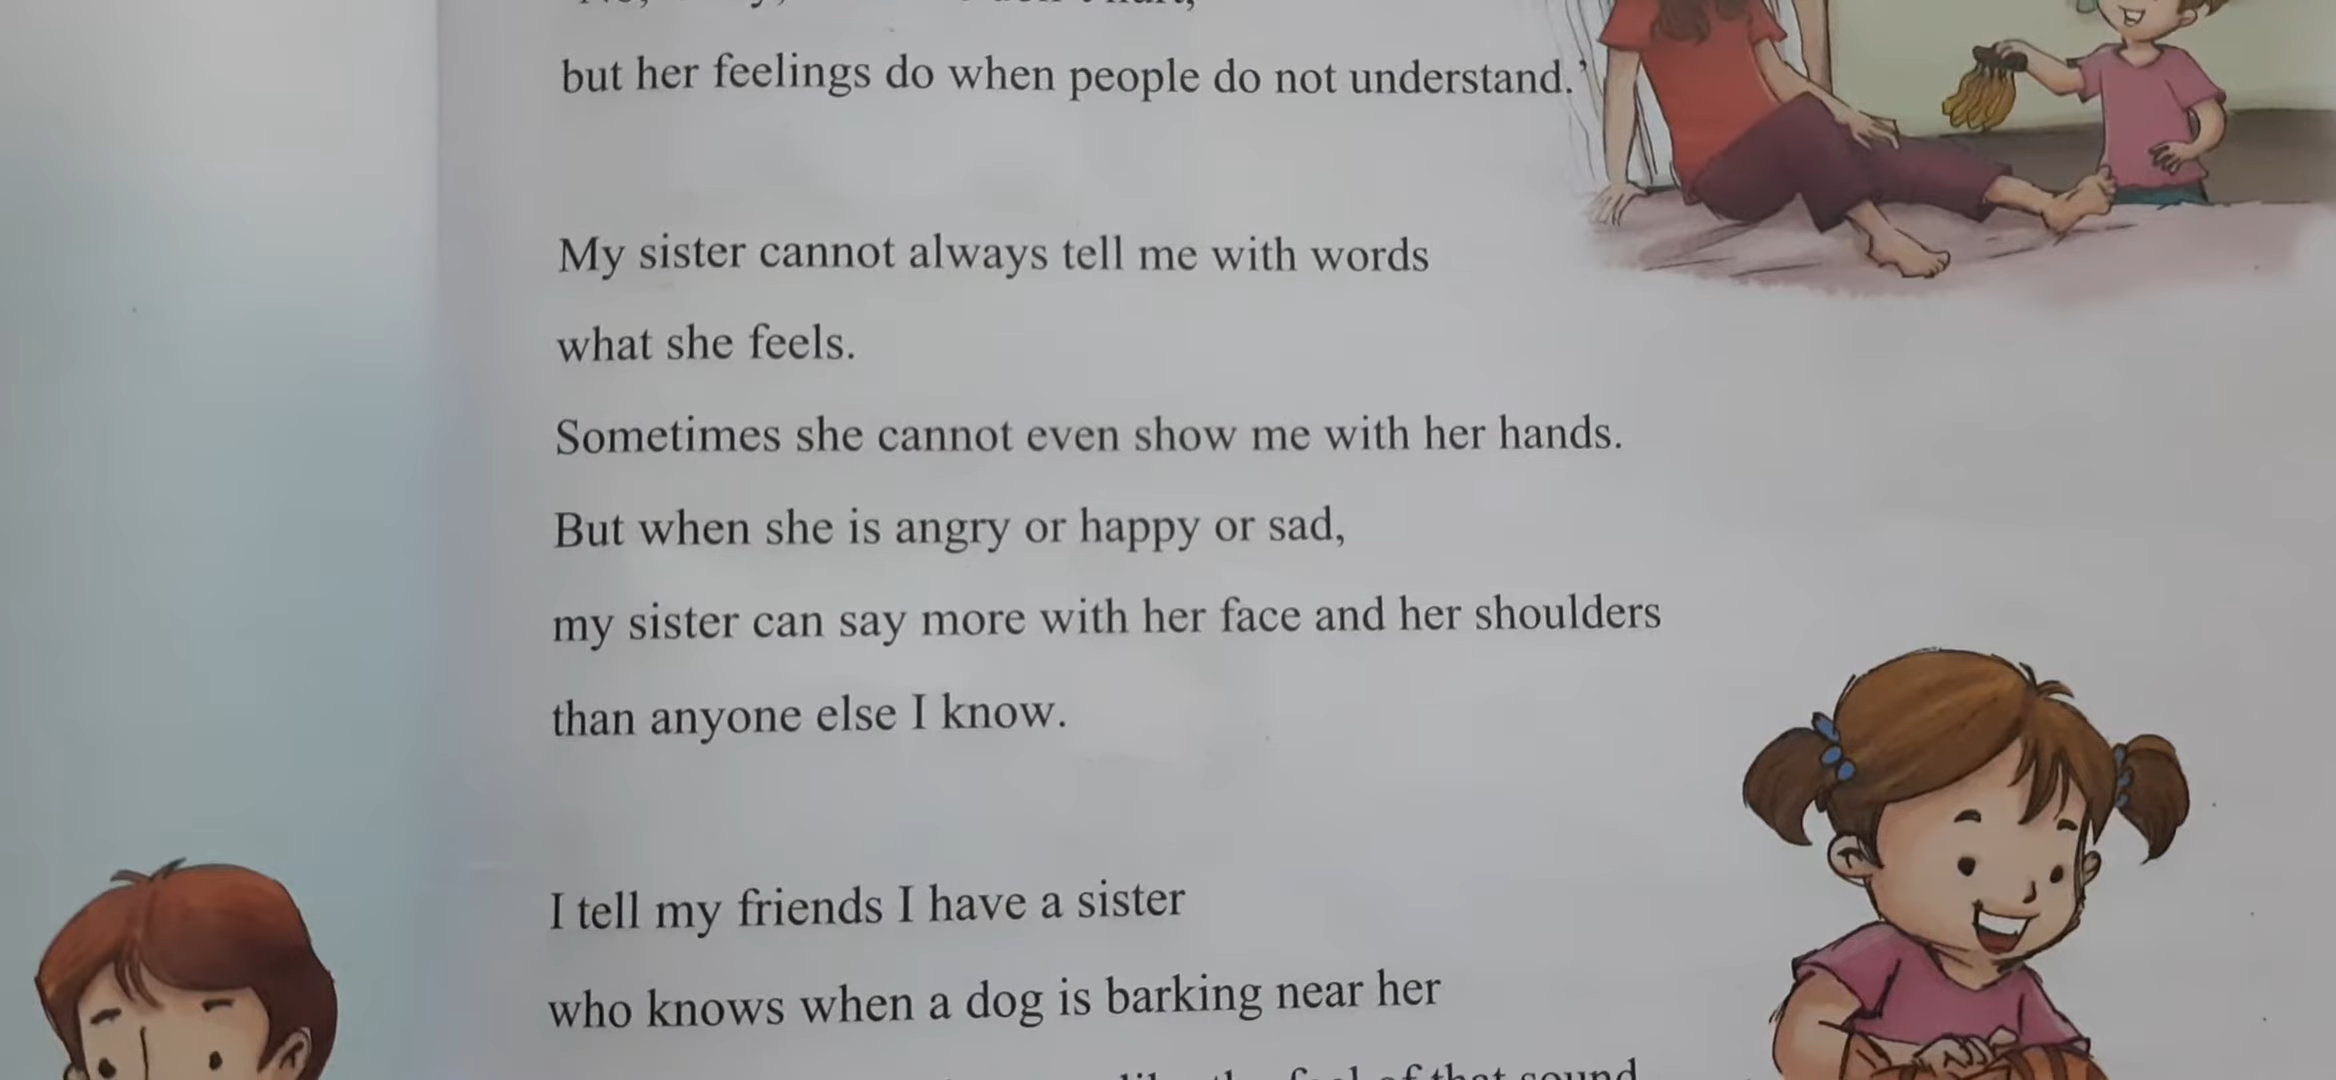 but her feelings do when people do not understand.’
My sister cannot always tell me with words
what she feels.
Sometimes she cannot even show me with her hands.
But when she is angry or happy or sad,
my sister can say more with her face and her shoulders
than anyone else I know.
I tell my friends I have a sister
who knows when a dog is barking near her
of that sound